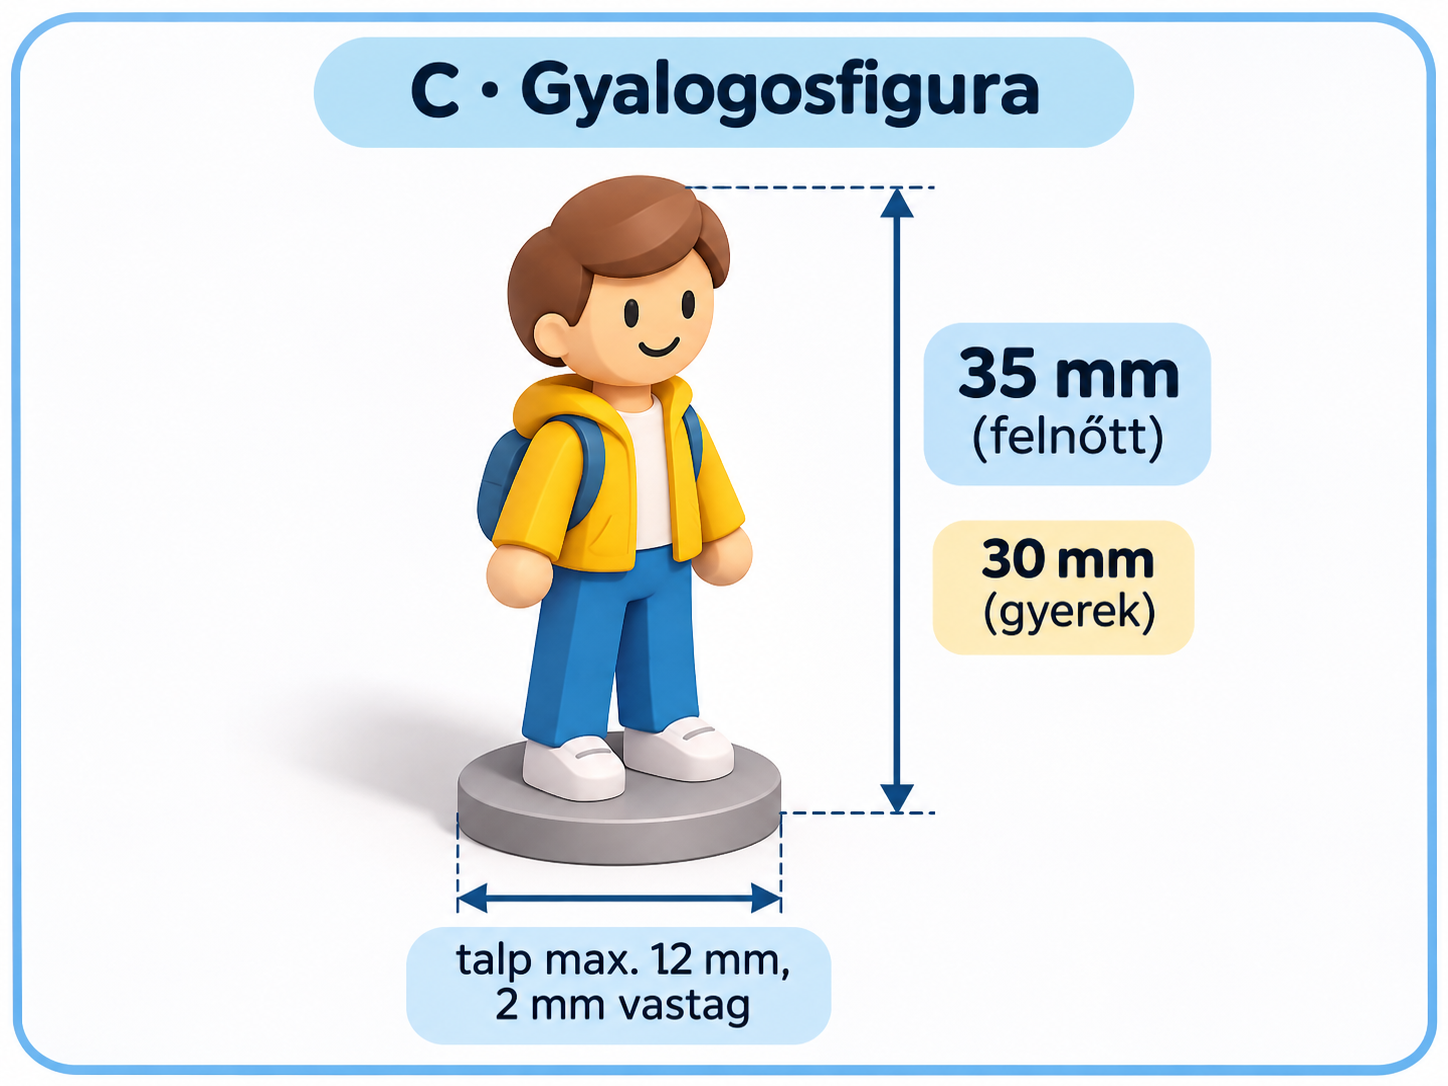 C · Gyalogosfigura
35 mm
(felnőtt)
30 mm
(gyerek)
talp max. 12 mm,
2 mm vastag